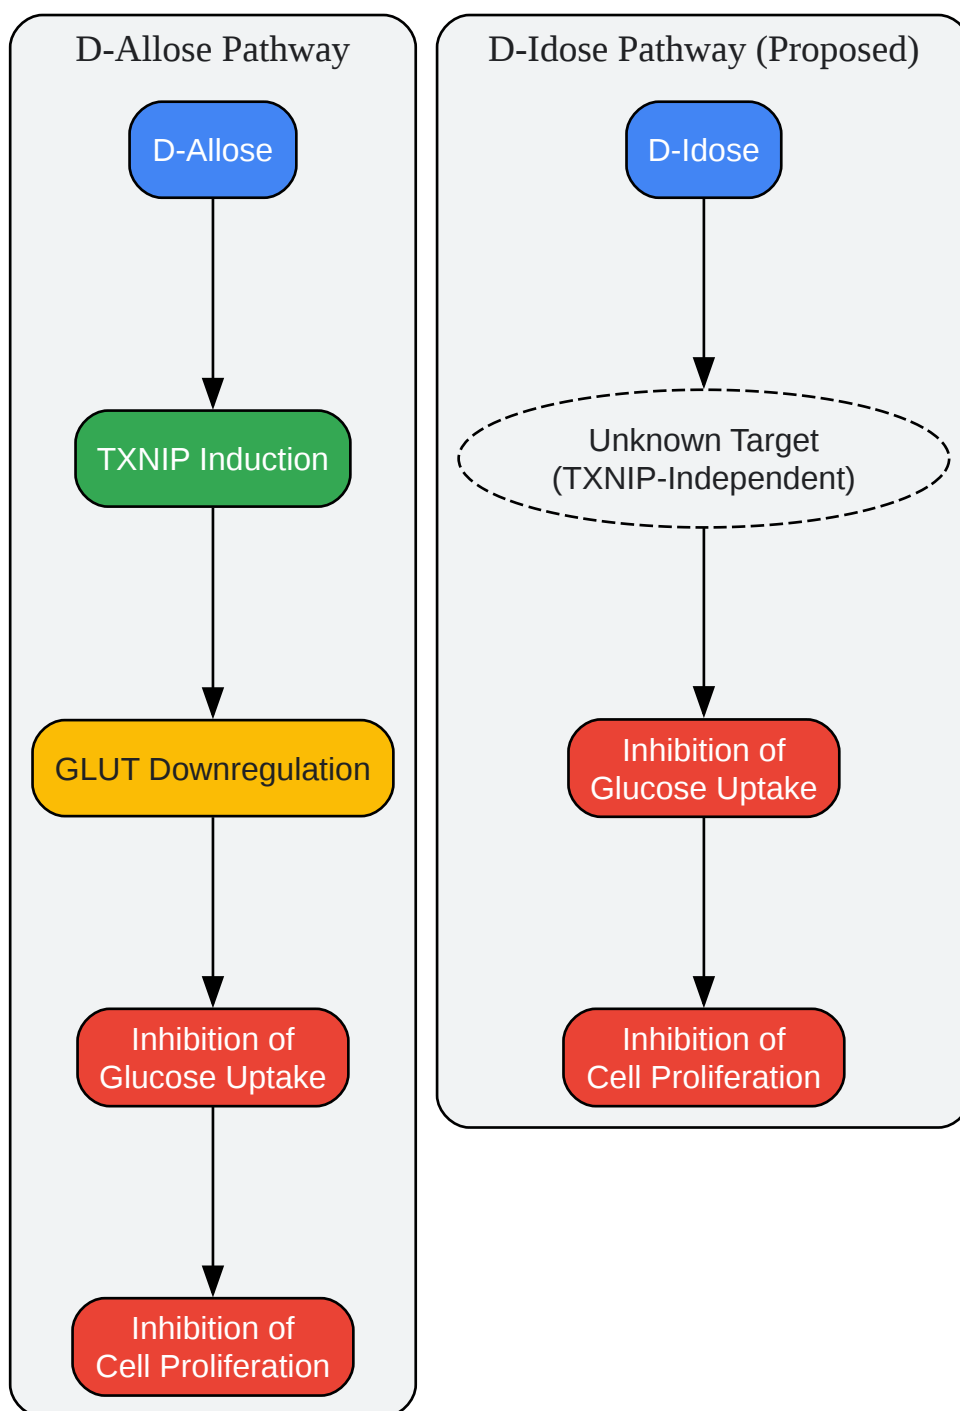 D-Allose Pathway
D-Allose
TXNIP Induction
GLUT Downregulation
Inhibition of
Glucose Uptake
Inhibition of
Cell Proliferation
D-Idose Pathway (Proposed)
D-Idose
Unknown Target
(TXNIP-Independent)
Inhibition of
Glucose Uptake
Inhibition of
Cell Proliferation